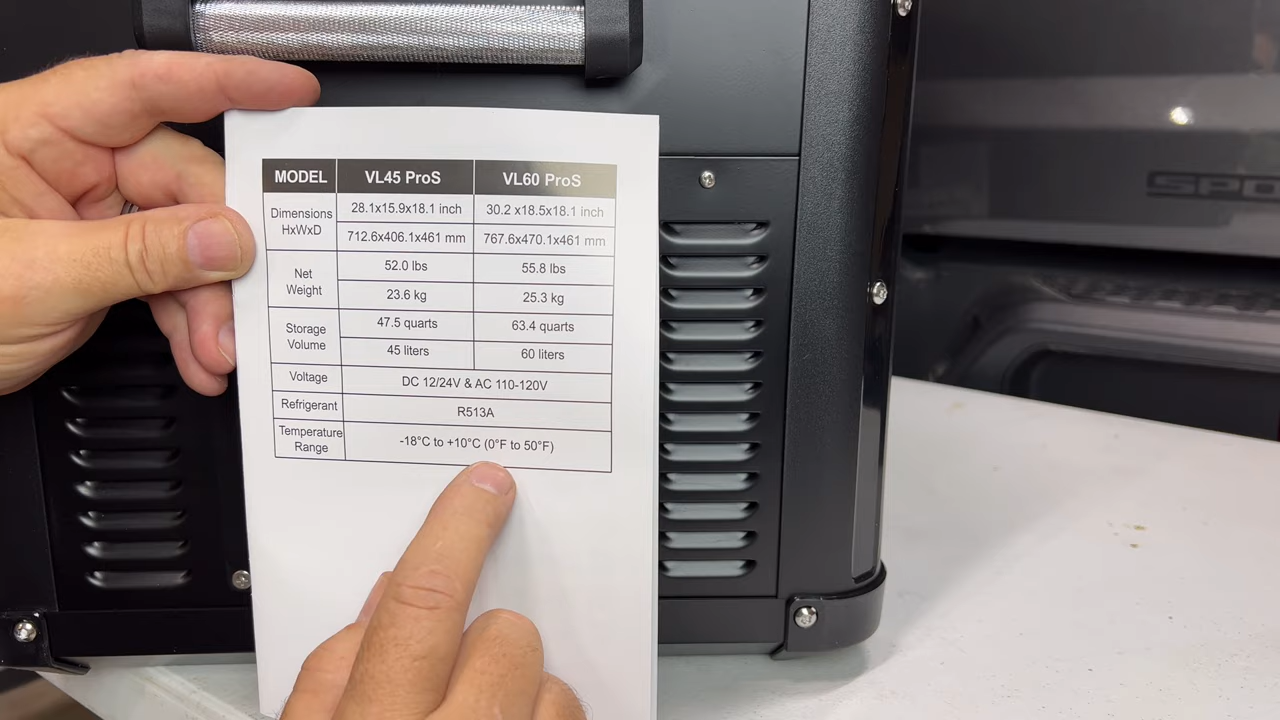 MODEL VL45 ProS VL60 ProS
Dimensions HxWxD 28.1x15.9x18.1 inch 30.2 x18.5x18.1 inch
712.6x406.1x461 mm 767.6x470.1x461 mm
Net Weight 52.0 lbs 55.8 lbs
23.6 kg 25.3 kg
Storage Volume 47.5 quarts 63.4 quarts
45 liters 60 liters
Voltage DC 12/24V & AC 110-120V
Refrigerant R513A
Temperature Range -18°C to +10°C (0°F to 50°F)
SPO